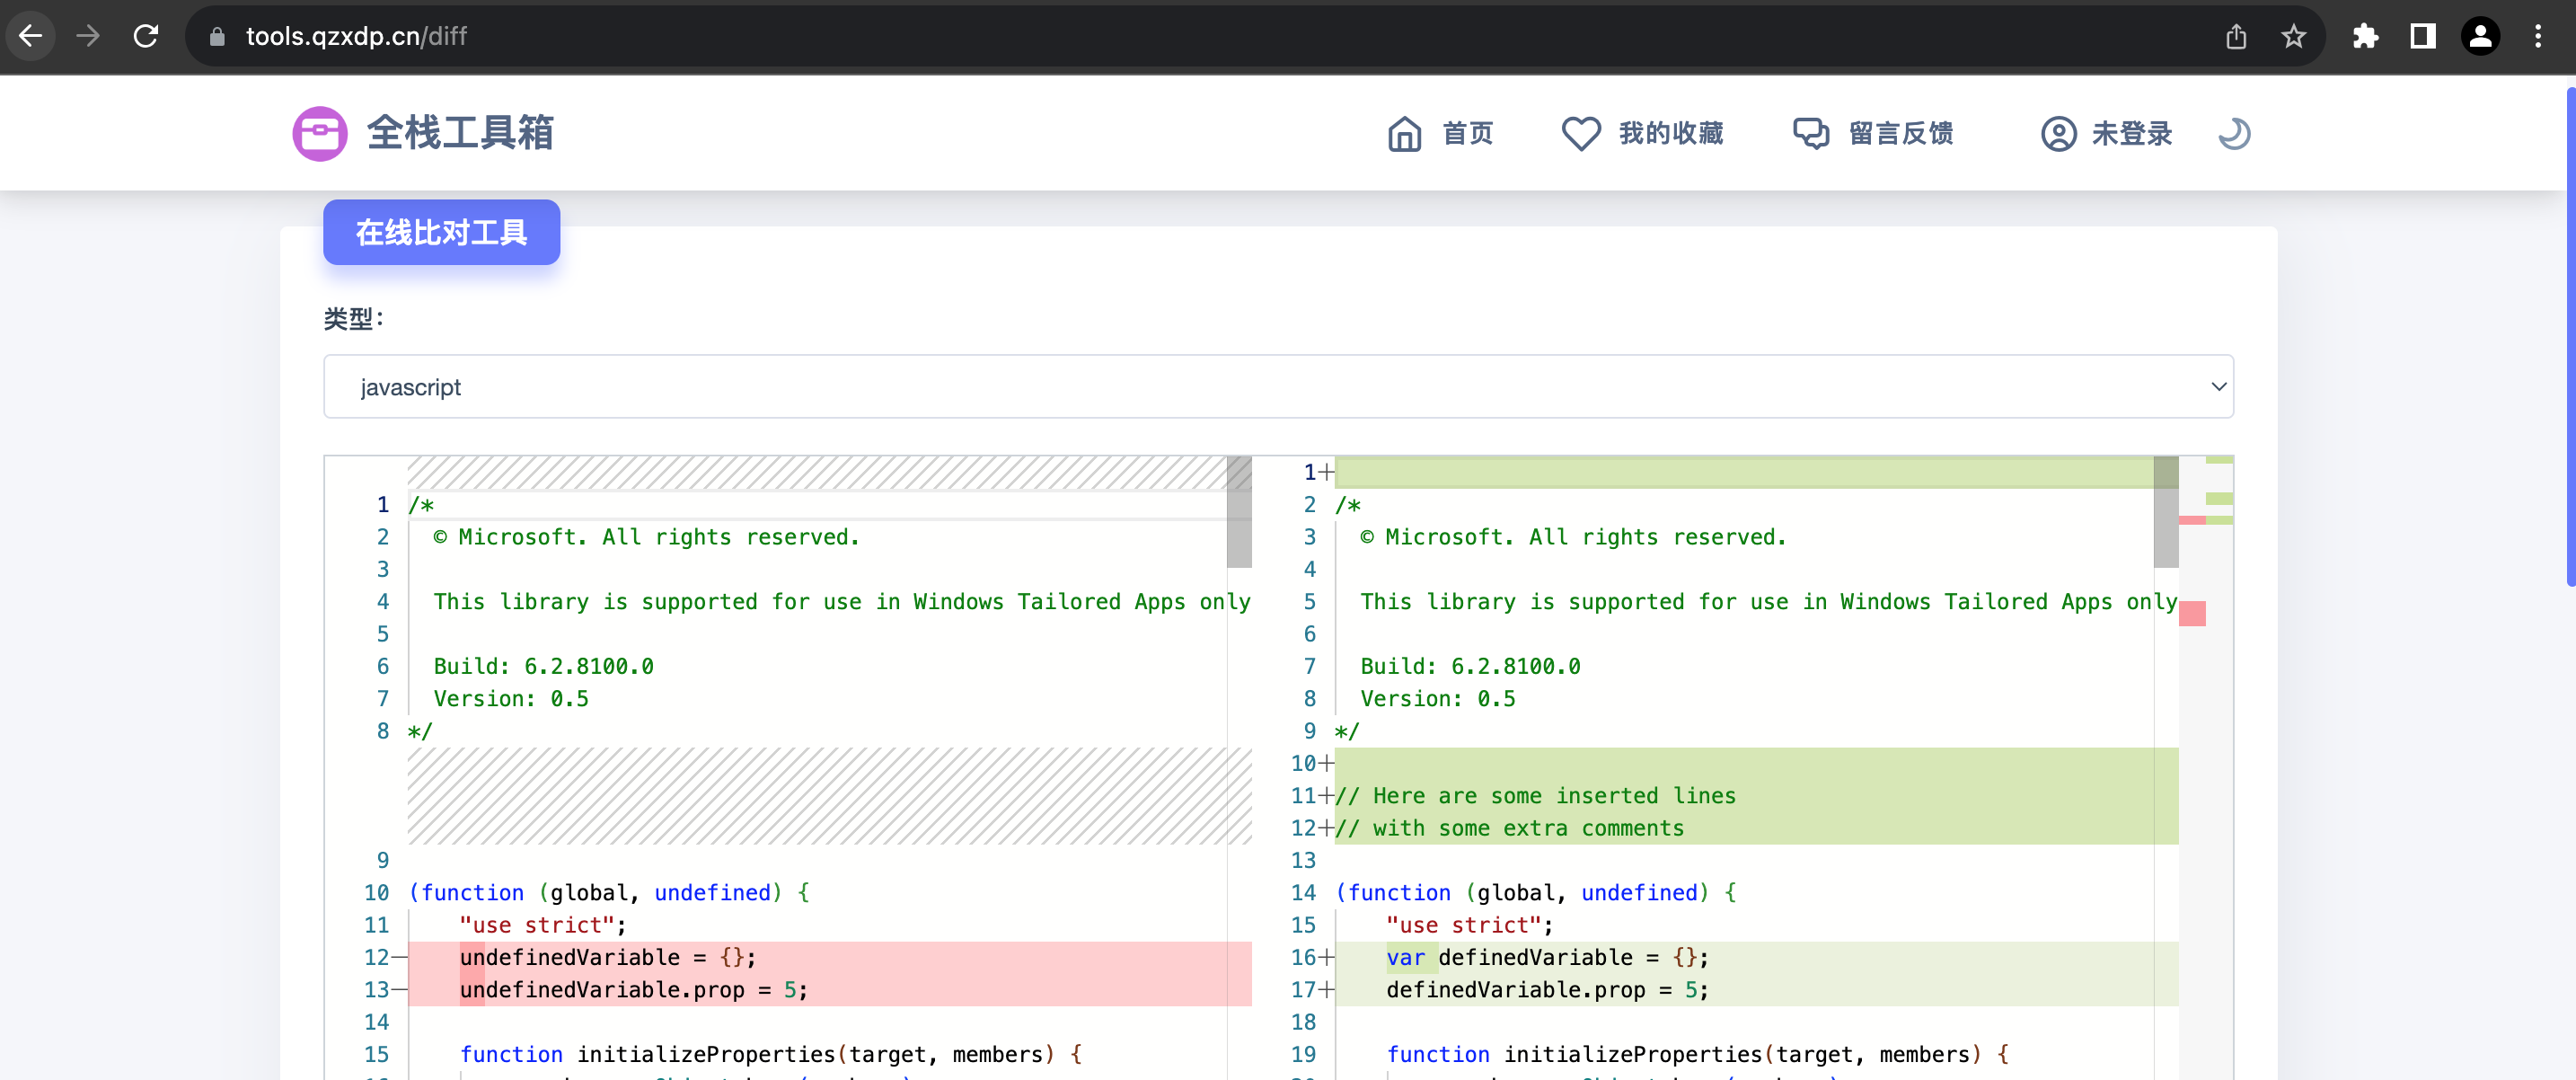 tools.qzxdp.cn/diff
全栈工具箱
首页
我的收藏
留言反馈
未登录
在线比对工具
类型：
javascript
1 /*
2 © Microsoft. All rights reserved.
3
4 This library is supported for use in Windows Tailored Apps only
5
6 Build: 6.2.8100.0
7 Version: 0.5
8 */
9
10 (function (global, undefined) {
11 "use strict";
12— undefinedVariable = {};
13— undefinedVariable.prop = 5;
14
15 function initializeProperties(target, members) {
1+
2 /*
3 © Microsoft. All rights reserved.
4
5 This library is supported for use in Windows Tailored Apps only
6
7 Build: 6.2.8100.0
8 Version: 0.5
9 */
10+
11+// Here are some inserted lines
12+// with some extra comments
13
14 (function (global, undefined) {
15 "use strict";
16+ var definedVariable = {};
17+ definedVariable.prop = 5;
18
19 function initializeProperties(target, members) {